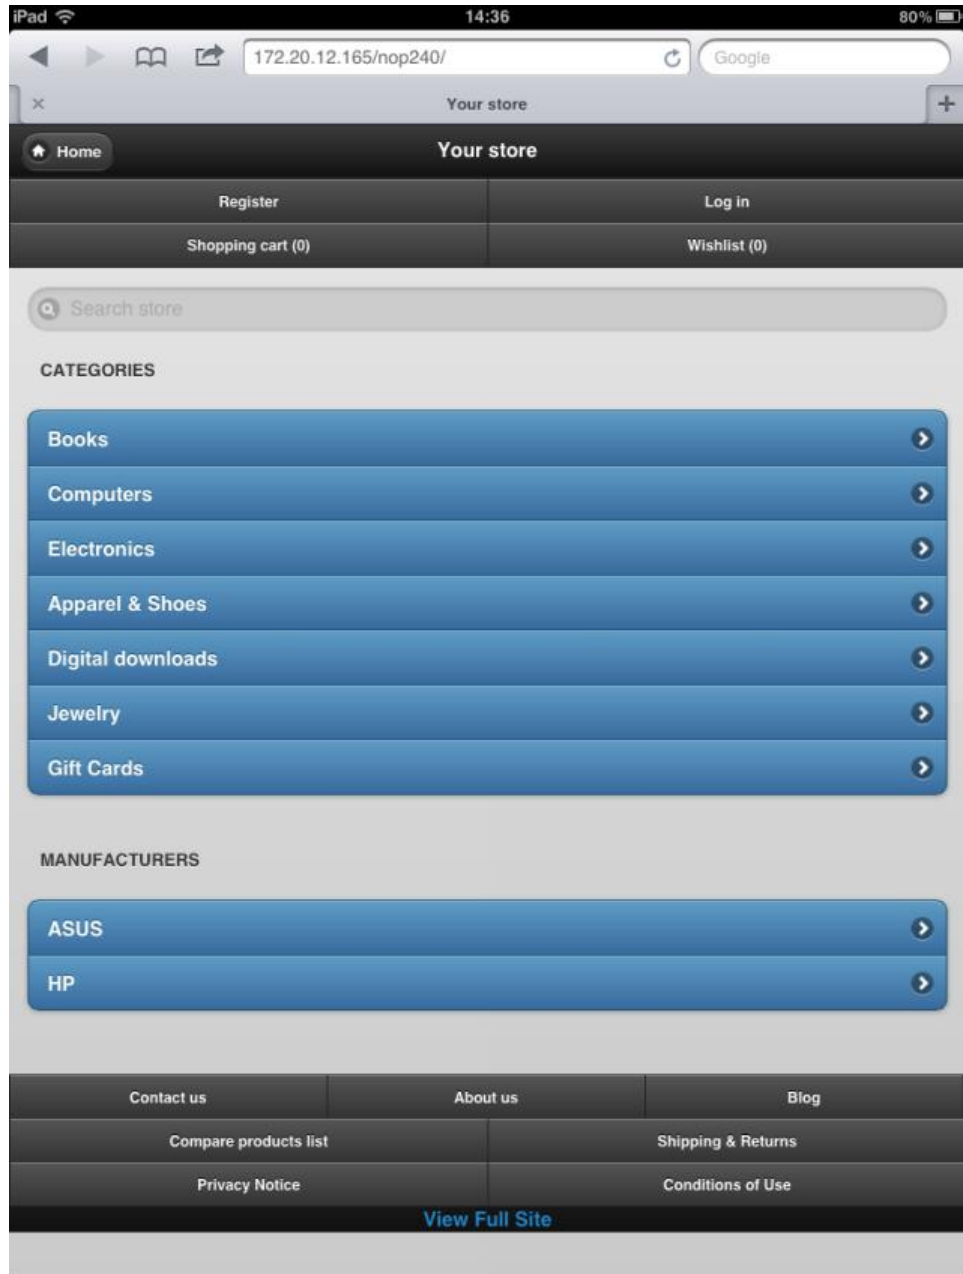 iPad 14:36 80%
172.20.12.165/nop240/ Google
Your store
Home Your store
Register Log in
Shopping cart (0) Wishlist (0)
Search store
CATEGORIES
Books
Computers
Electronics
Apparel & Shoes
Digital downloads
Jewelry
Gift Cards
MANUFACTURERS
ASUS
HP
Contact us About us Blog
Compare products list Shipping & Returns
Privacy Notice Conditions of Use
View Full Site